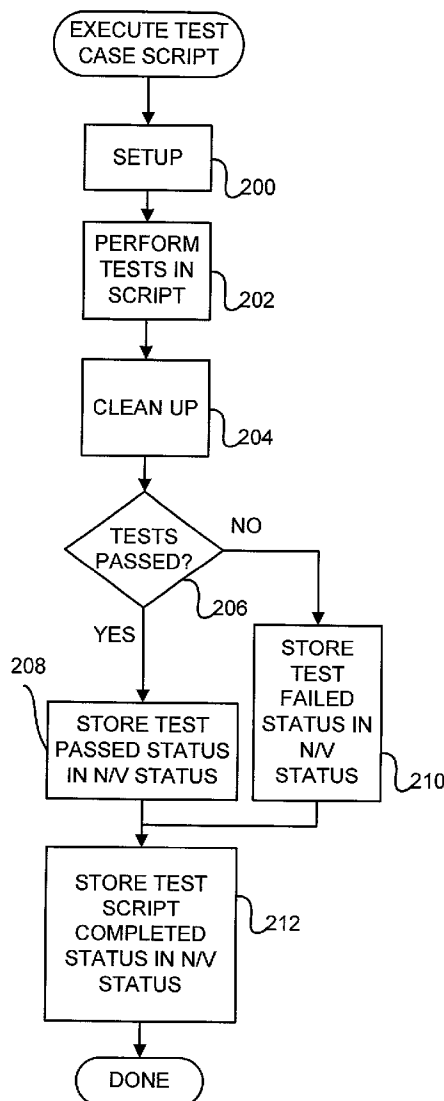 EXECUTE TEST
CASE SCRIPT
SETUP
200
PERFORM
TESTS IN
SCRIPT
202
CLEAN UP
204
TESTS
PASSED?
NO
206
YES
208
STORE TEST
PASSED STATUS
IN N/V STATUS
STORE
TEST
FAILED
STATUS IN
N/V
STATUS
210
STORE TEST
SCRIPT
COMPLETED
STATUS IN N/V
STATUS
212
DONE